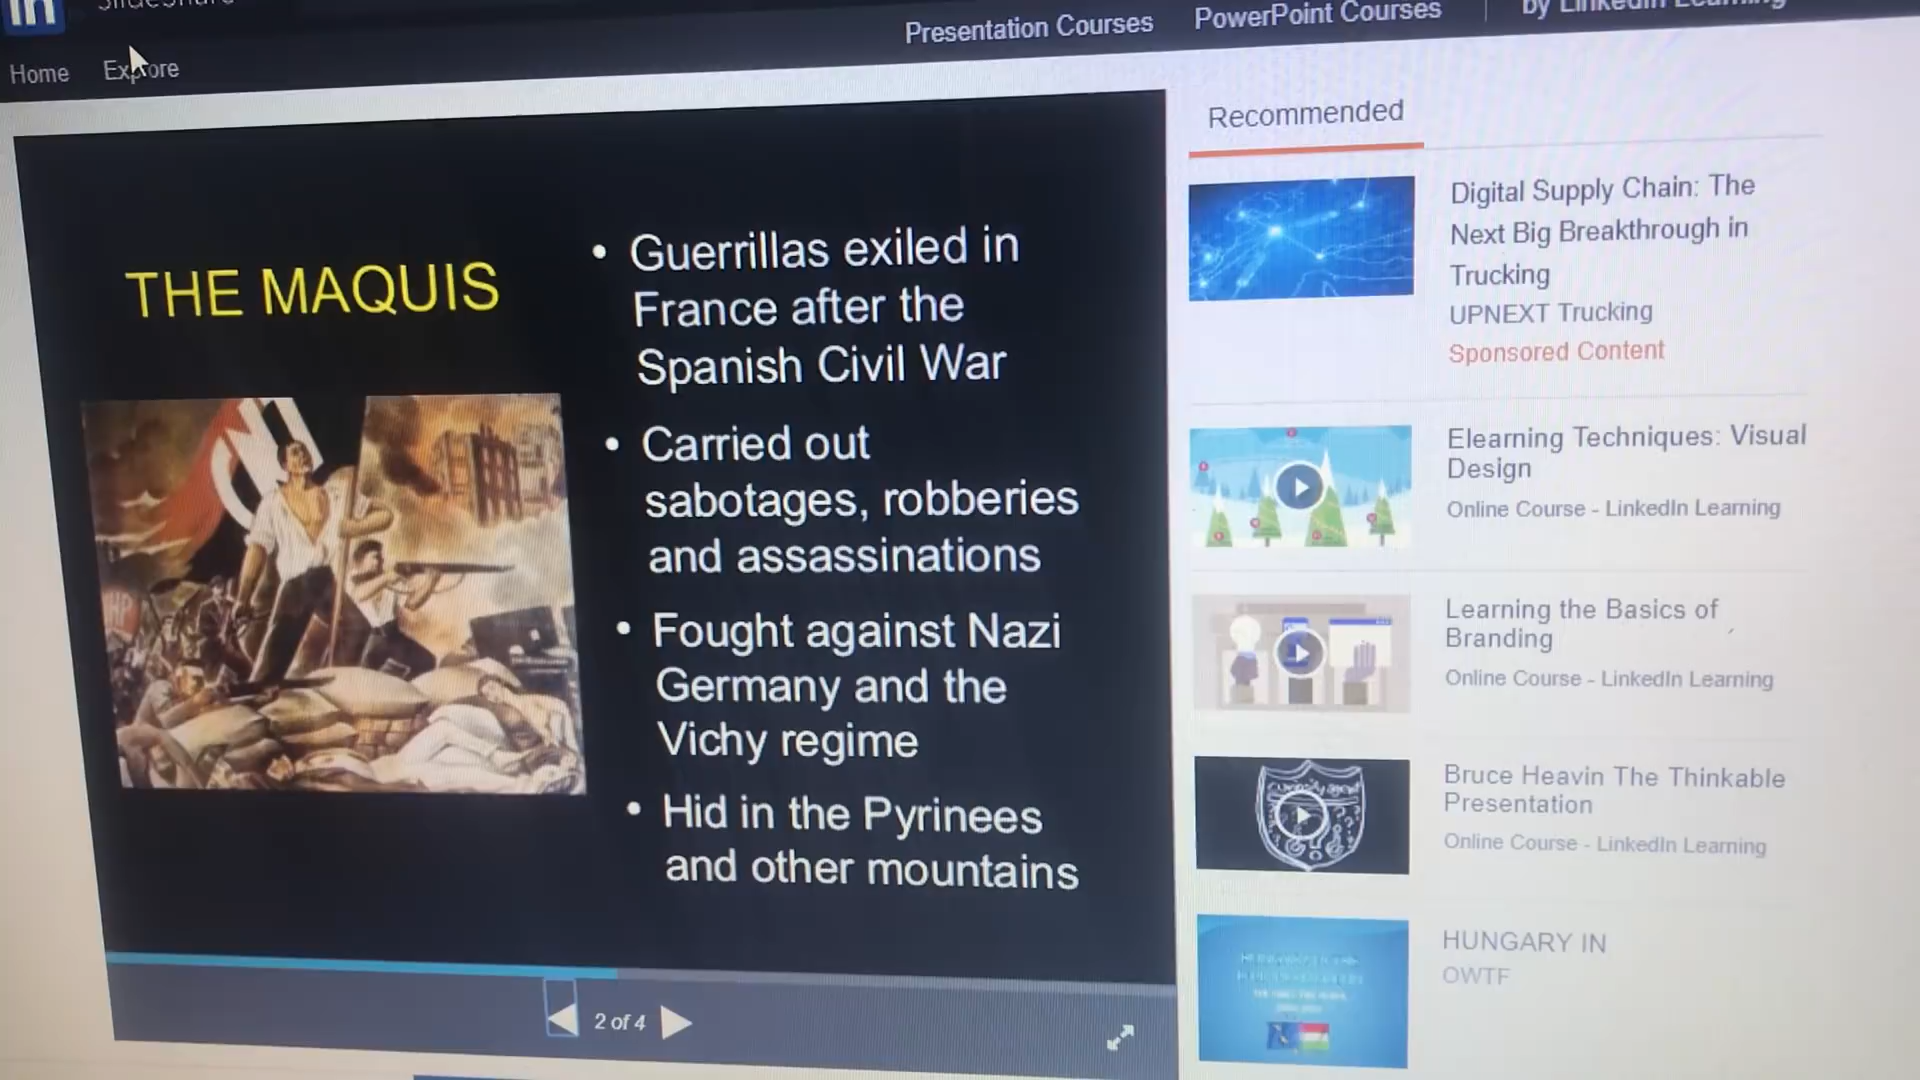 in
Home Explore
Presentation Courses PowerPoint Courses by LinkedIn Learning
THE MAQUIS
• Guerrillas exiled in
France after the
Spanish Civil War
• Carried out
sabotages, robberies
and assassinations
• Fought against Nazi
Germany and the
Vichy regime
• Hid in the Pyrinees
and other mountains
2 of 4
Recommended
Digital Supply Chain: The
Next Big Breakthrough in
Trucking
UPNEXT Trucking
Sponsored Content
Elearning Techniques: Visual
Design
Online Course - LinkedIn Learning
Learning the Basics of
Branding
Online Course - LinkedIn Learning
Bruce Heavin The Thinkable
Presentation
Online Course - LinkedIn Learning
HUNGARY IN
OWTF